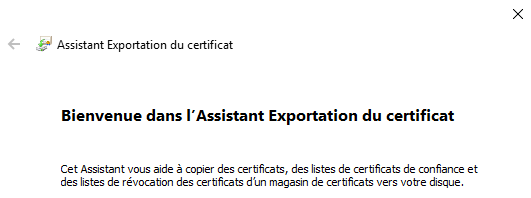 Assistant Exportation du certificat
Bienvenue dans l’Assistant Exportation du certificat
Cet Assistant vous aide à copier des certificats, des listes de certificats de confiance et
des listes de révocation des certificats d’un magasin de certificats vers votre disque.